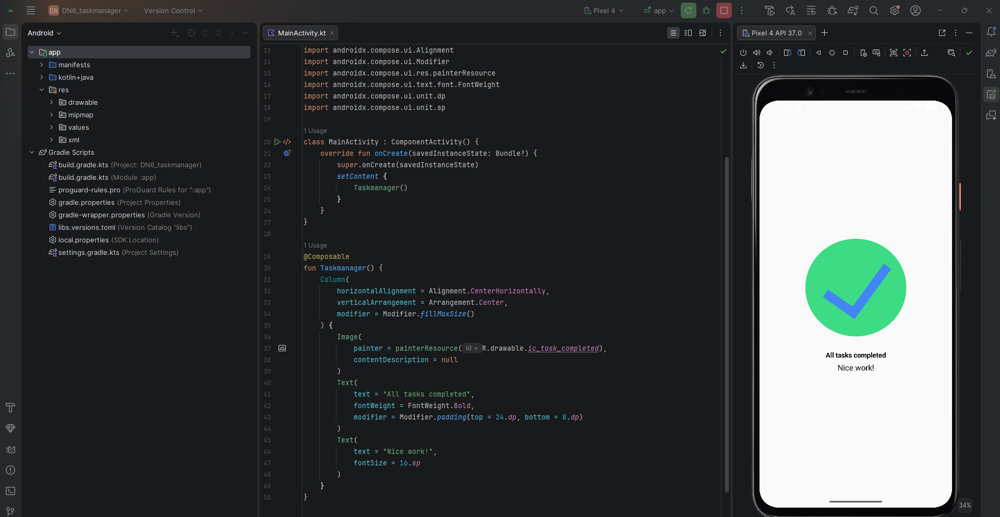 DN DN6_taskmanager Version Control Pixel 4 app
Android
app
manifests
kotlin+java
res
drawable
mipmap
values
xml
Gradle Scripts
build.gradle.kts (Project: DN6_taskmanager)
build.gradle.kts (Module :app)
proguard-rules.pro (ProGuard Rules for ":app")
gradle.properties (Project Properties)
gradle-wrapper.properties (Gradle Version)
libs.versions.toml (Version Catalog "libs")
local.properties (SDK Location)
settings.gradle.kts (Project Settings)
MainActivity.kt
13 import androidx.compose.ui.Alignment
14 import androidx.compose.ui.Modifier
15 import androidx.compose.ui.res.painterResource
16 import androidx.compose.ui.text.font.FontWeight
17 import androidx.compose.ui.unit.dp
18 import androidx.compose.ui.unit.sp
19
1 Usage
20 class MainActivity : ComponentActivity() {
21 override fun onCreate(savedInstanceState: Bundle?) {
22 super.onCreate(savedInstanceState)
23 setContent {
24 Taskmanager()
25 }
26 }
27 }
28
1 Usage
29 @Composable
30 fun Taskmanager() {
31 Column(
32 horizontalAlignment = Alignment.CenterHorizontally,
33 verticalArrangement = Arrangement.Center,
34 modifier = Modifier.fillMaxSize()
35 ) {
36 Image(
37 painter = painterResource( id = R.drawable.ic_task_completed),
38 contentDescription = null
39 )
40 Text(
41 text = "All tasks completed",
42 fontWeight = FontWeight.Bold,
43 modifier = Modifier.padding(top = 24.dp, bottom = 8.dp)
44 )
45 Text(
46 text = "Nice work!",
47 fontSize = 16.sp
48 )
49 }
50 }
Pixel 4 API 37.0
All tasks completed
Nice work!
34%